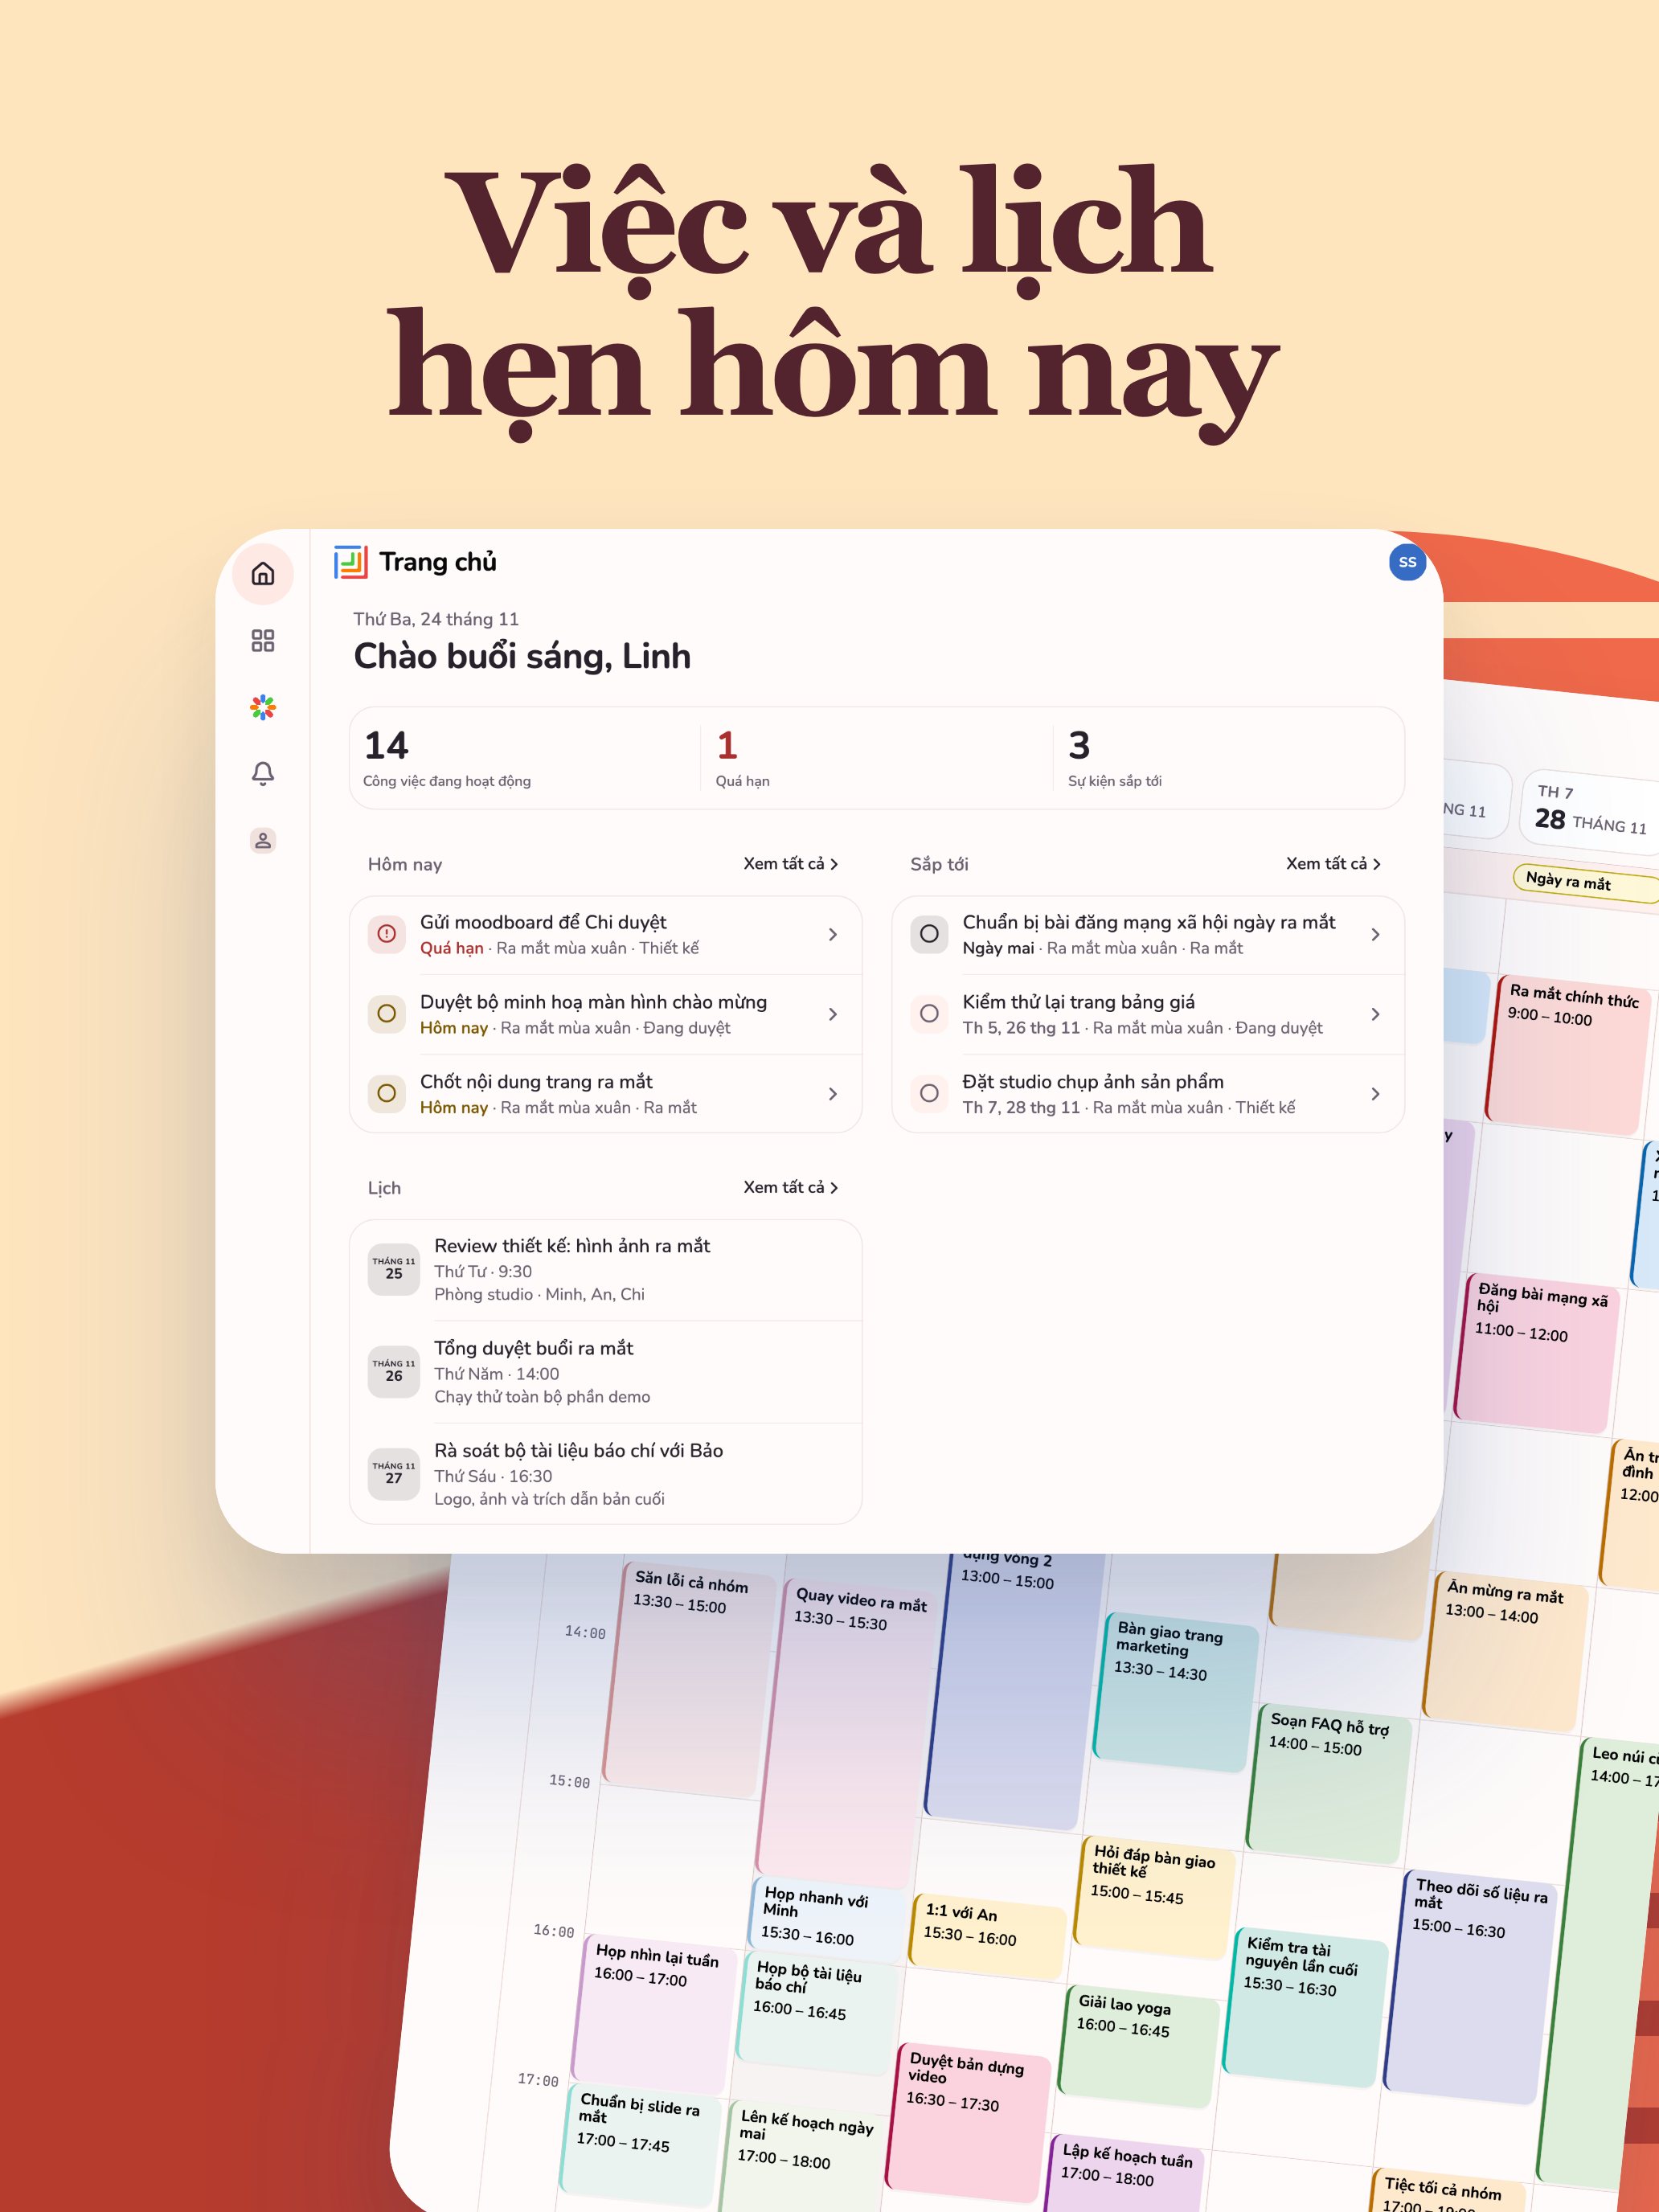 Việc và lịch
hẹn hôm nay
Trang chủ
SS
Thứ Ba, 24 tháng 11
Chào buổi sáng, Linh
14
Công việc đang hoạt động
1
Quá hạn
3
Sự kiện sắp tới
Hôm nay
Xem tất cả
Gửi moodboard để Chi duyệt
Quá hạn · Ra mắt mùa xuân · Thiết kế
Duyệt bộ minh hoạ màn hình chào mừng
Hôm nay · Ra mắt mùa xuân · Đang duyệt
Chốt nội dung trang ra mắt
Hôm nay · Ra mắt mùa xuân · Ra mắt
Sắp tới
Xem tất cả
Chuẩn bị bài đăng mạng xã hội ngày ra mắt
Ngày mai · Ra mắt mùa xuân · Ra mắt
Kiểm thử lại trang bảng giá
Th 5, 26 thg 11 · Ra mắt mùa xuân · Đang duyệt
Đặt studio chụp ảnh sản phẩm
Th 7, 28 thg 11 · Ra mắt mùa xuân · Thiết kế
Lịch
Xem tất cả
THÁNG 11
25
Review thiết kế: hình ảnh ra mắt
Thứ Tư · 9:30
Phòng studio · Minh, An, Chi
THÁNG 11
26
Tổng duyệt buổi ra mắt
Thứ Năm · 14:00
Chạy thử toàn bộ phần demo
THÁNG 11
27
Rà soát bộ tài liệu báo chí với Bảo
Thứ Sáu · 16:30
Logo, ảnh và trích dẫn bản cuối
NG 11
TH 7
28 THÁNG 11
Ngày ra mắt
Ra mắt chính thức
9:00 – 10:00
Đăng bài mạng xã
hội
11:00 – 12:00
đình
12:00
Ăn mừng ra mắt
13:00 – 14:00
14:00
15:00
16:00
17:00
Săn lỗi cả nhóm
13:30 – 15:00
Họp nhìn lại tuần
16:00 – 17:00
Chuẩn bị slide ra
mắt
17:00 – 17:45
Quay video ra mắt
13:30 – 15:30
Họp nhanh với
Minh
15:30 – 16:00
Họp bộ tài liệu
báo chí
16:00 – 16:45
Lên kế hoạch ngày
mai
17:00 – 18:00
dụng vòng 2
13:00 – 15:00
1:1 với An
15:30 – 16:00
Duyệt bản dựng
video
16:30 – 17:30
Bàn giao trang
marketing
13:30 – 14:30
Hỏi đáp bàn giao
thiết kế
15:00 – 15:45
Giải lao yoga
16:00 – 16:45
Lập kế hoạch tuần
17:00 – 18:00
Soạn FAQ hỗ trợ
14:00 – 15:00
Kiểm tra tài
nguyên lần cuối
15:30 – 16:30
Theo dõi số liệu ra
mắt
15:00 – 16:30
Tiệc tối cả nhóm
Leo núi
14:00 – 17